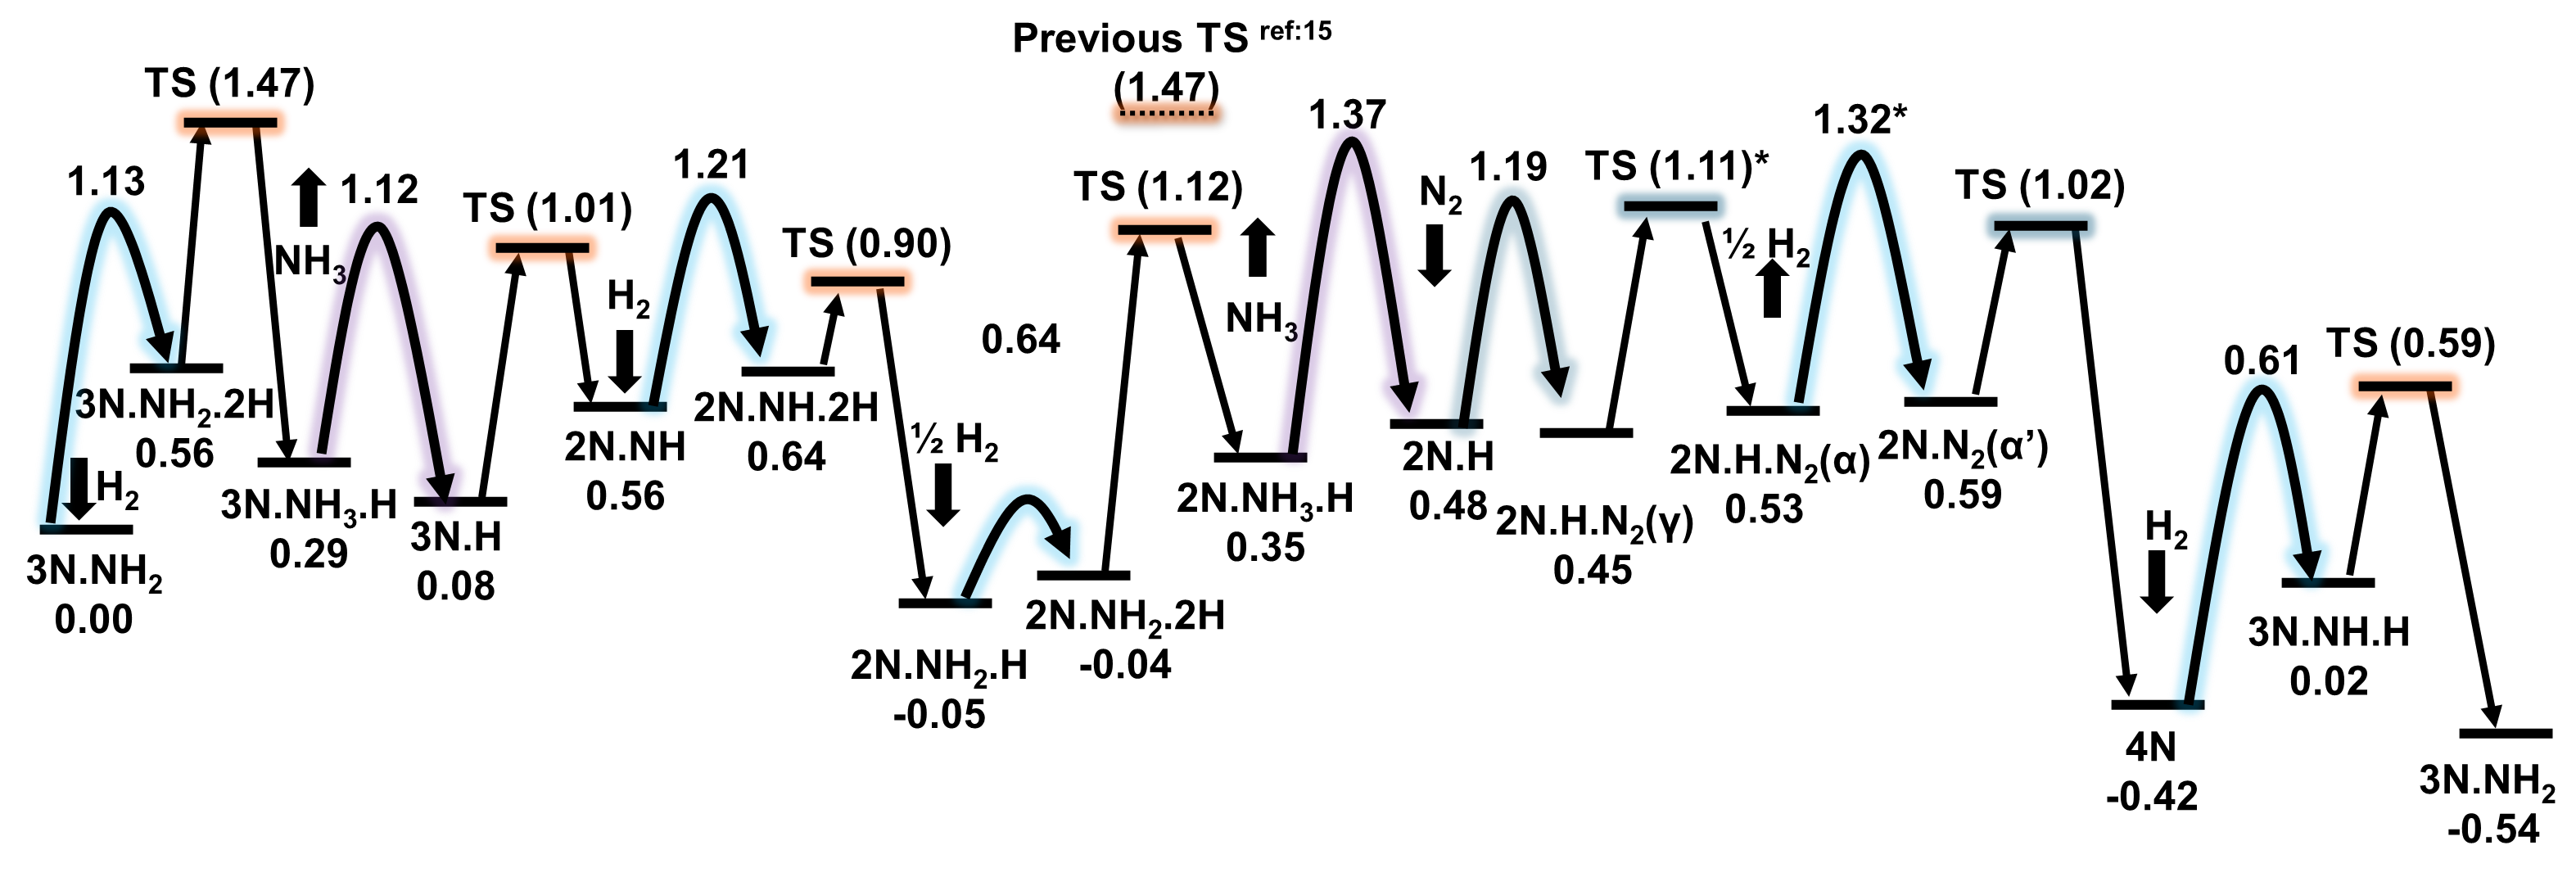 Previous TS ref:15
(1.47)
TS (1.47)
1.13
NH₃
1.12
TS (1.01)
H₂
1.21
TS (0.90)
0.64
½ H₂
TS (1.12)
NH₃
1.37
N₂
1.19
TS (1.11)*
½ H₂
1.32*
TS (1.02)
H₂
0.61
TS (0.59)
H₂
3N.NH₂
0.00
3N.NH₂.2H
0.56
3N.NH₃.H
0.29
3N.H
0.08
2N.NH
0.56
2N.NH.2H
0.64
2N.NH₂.H
-0.05
2N.NH₂.2H
-0.04
2N.NH₃.H
0.35
2N.H
0.48
2N.H.N₂(γ)
0.45
2N.H.N₂(α)
0.53
2N.N₂(α’)
0.59
4N
-0.42
3N.NH.H
0.02
3N.NH₂
-0.54